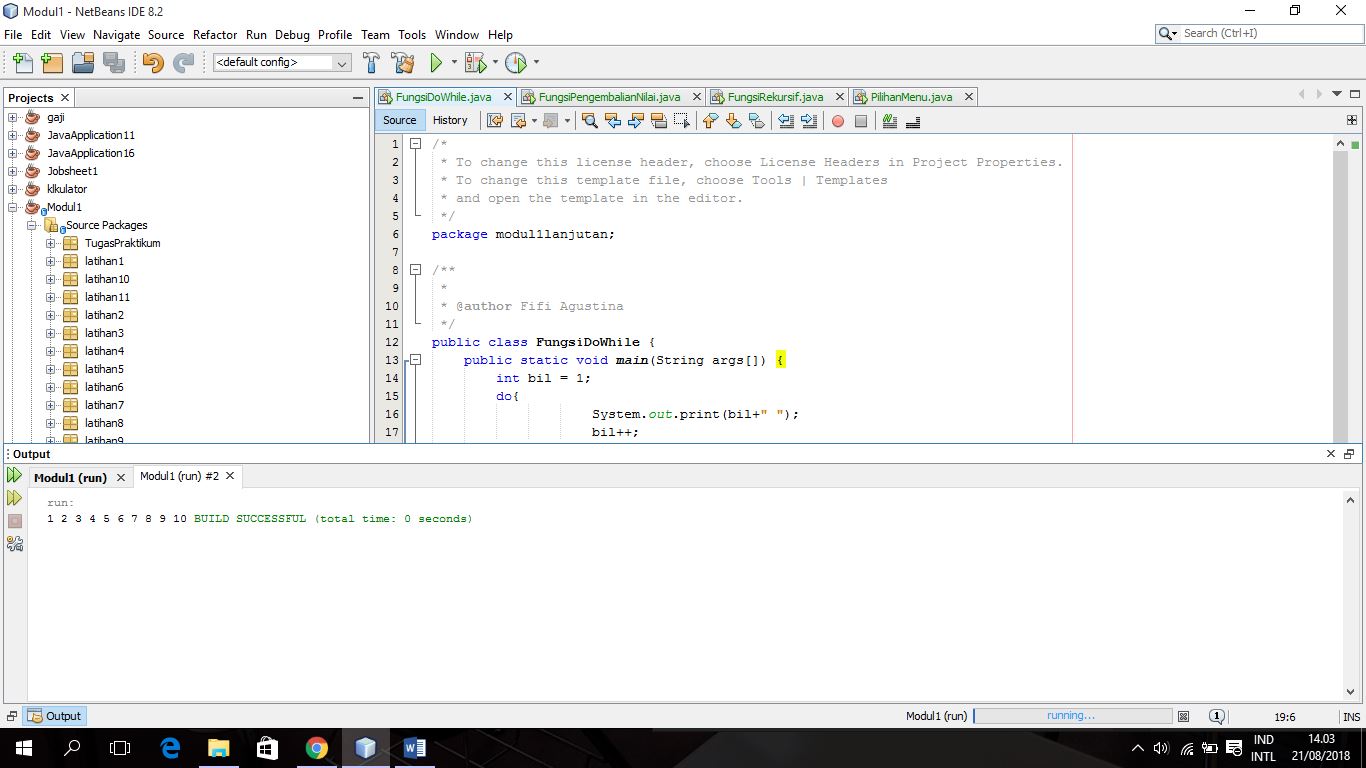 Modul1 - NetBeans IDE 8.2
File Edit View Navigate Source Refactor Run Debug Profile Team Tools Window Help
Search (Ctrl+I)
<default config>
Projects
gaji
JavaApplication11
JavaApplication16
Jobsheet1
klkulator
Modul1
Source Packages
TugasPraktikum
latihan1
latihan10
latihan11
latihan2
latihan3
latihan4
latihan5
latihan6
latihan7
latihan8
latihan9
FungsiDoWhile.java FungsiPengembalianNilai.java FungsiRekursif.java PilihanMenu.java
Source History
1 /*
2 * To change this license header, choose License Headers in Project Properties.
3 * To change this template file, choose Tools | Templates
4 * and open the template in the editor.
5 */
6 package modul1lanjutan;
7
8 /**
9 *
10 * @author Fifi Agustina
11 */
12 public class FungsiDoWhile {
13 public static void main(String args[]) {
14 int bil = 1;
15 do{
16 System.out.print(bil+" ");
17 bil++;
Output
Modul1 (run) Modul1 (run) #2
run:
1 2 3 4 5 6 7 8 9 10 BUILD SUCCESSFUL (total time: 0 seconds)
Output
Modul1 (run) running... 1 19:6 INS
IND
INTL
14.03
21/08/2018